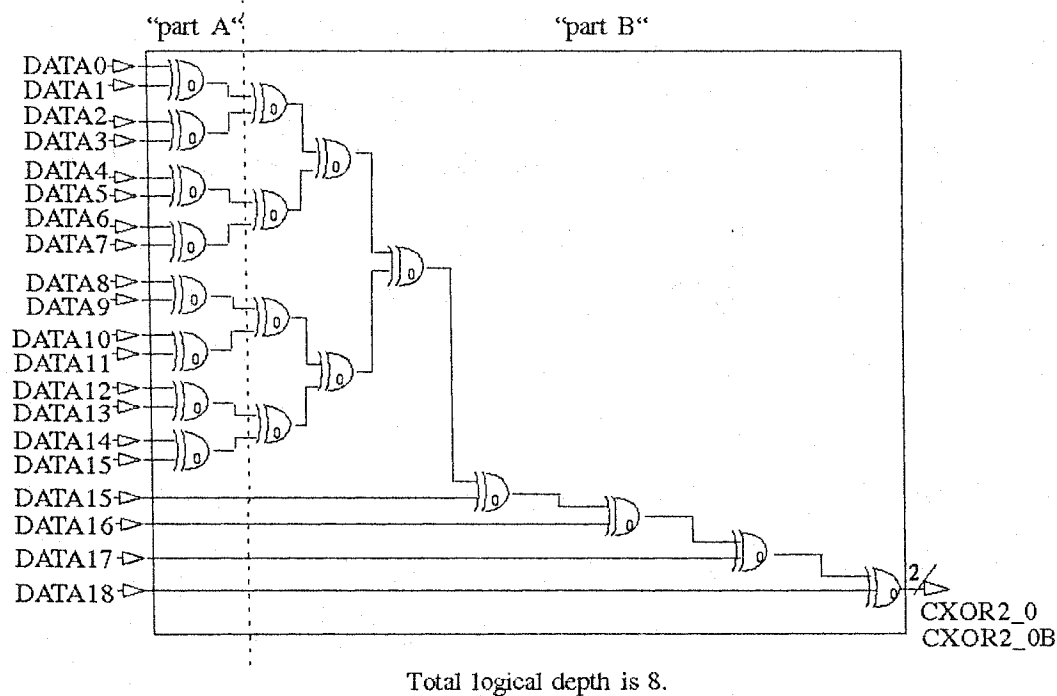 “part A“
“part B“
DATA0
DATA1
DATA2
DATA3
DATA4
DATA5
DATA6
DATA7
DATA8
DATA9
DATA10
DATA11
DATA12
DATA13
DATA14
DATA15
DATA15
DATA16
DATA17
DATA18
2
CXOR2_0
CXOR2_0B
Total logical depth is 8.